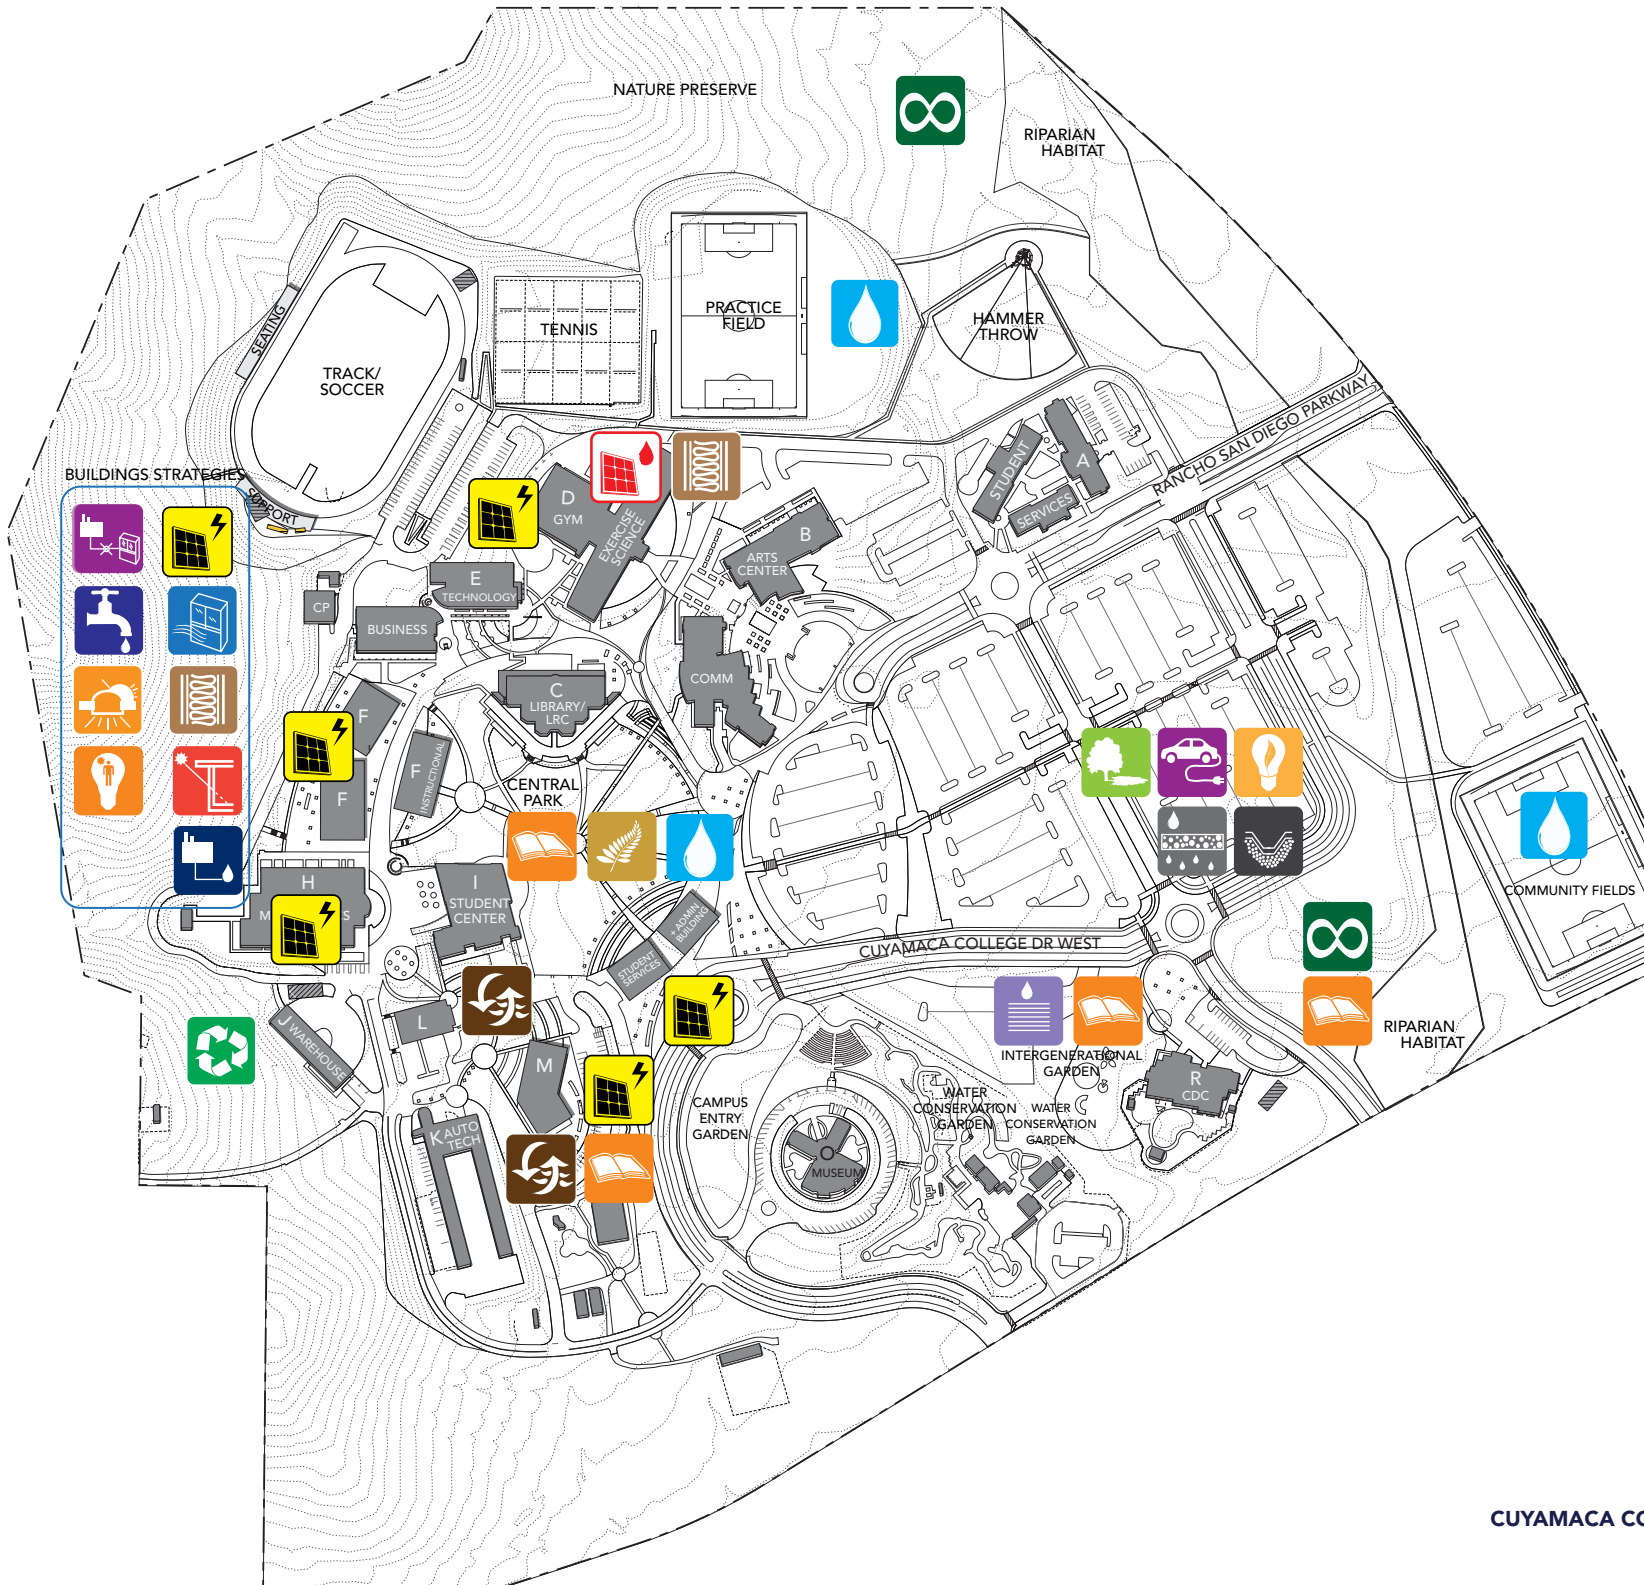 NATURE PRESERVE
RIPARIAN
HABITAT
PRACTICE
FIELD
TENNIS
HAMMER
THROW
SEATING
TRACK/
SOCCER
RANCHO SAN DIEGO PARKWAY
STUDENT
A
SERVICES
BUILDINGS STRATEGIES
SUPPORT
D
GYM
EXERCISE
SCIENCE
B
ARTS
CENTER
E
TECHNOLOGY
CP
BUSINESS
COMM
C
LIBRARY/
LRC
F
F
INSTRUCTIONAL
F
CENTRAL
PARK
COMMUNITY FIELDS
H
I
STUDENT
CENTER
+ ADMIN
BUILDING
STUDENT
SERVICES
CUYAMACA COLLEGE DR WEST
RIPARIAN
HABITAT
J WAREHOUSE
L
M
INTERGENERATIONAL
GARDEN
R
CDC
CAMPUS
ENTRY
GARDEN
WATER
CONSERVATION
GARDEN
WATER
CONSERVATION
GARDEN
K AUTO
TECH
O
MUSEUM
CUYAMACA CO